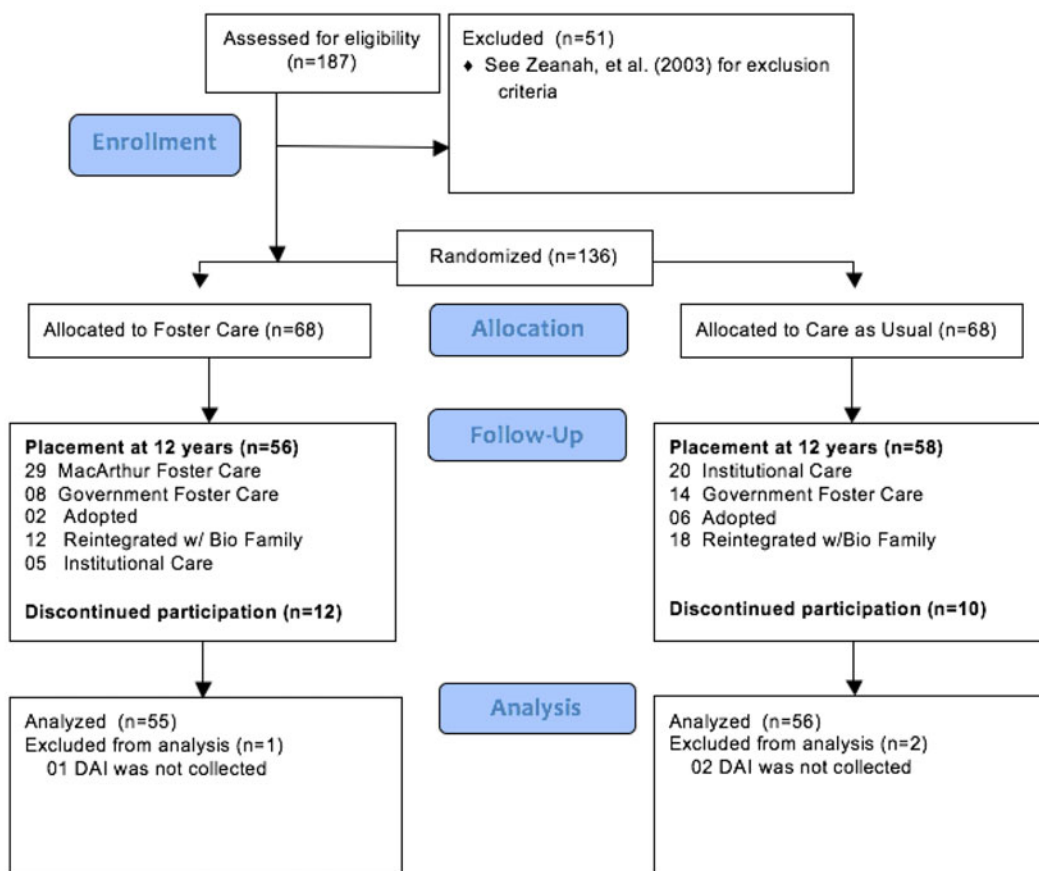 Assessed for eligibility
(n=187)
Excluded (n=51)
♦ See Zeanah, et al. (2003) for exclusion
criteria
Enrollment
Randomized (n=136)
Allocated to Foster Care (n=68)
Allocation
Allocated to Care as Usual (n=68)
Follow-Up
Placement at 12 years (n=56)
29 MacArthur Foster Care
08 Government Foster Care
02 Adopted
12 Reintegrated w/ Bio Family
05 Institutional Care
Discontinued participation (n=12)
Placement at 12 years (n=58)
20 Institutional Care
14 Government Foster Care
06 Adopted
18 Reintegrated w/Bio Family
Discontinued participation (n=10)
Analysis
Analyzed (n=55)
Excluded from analysis (n=1)
01 DAI was not collected
Analyzed (n=56)
Excluded from analysis (n=2)
02 DAI was not collected